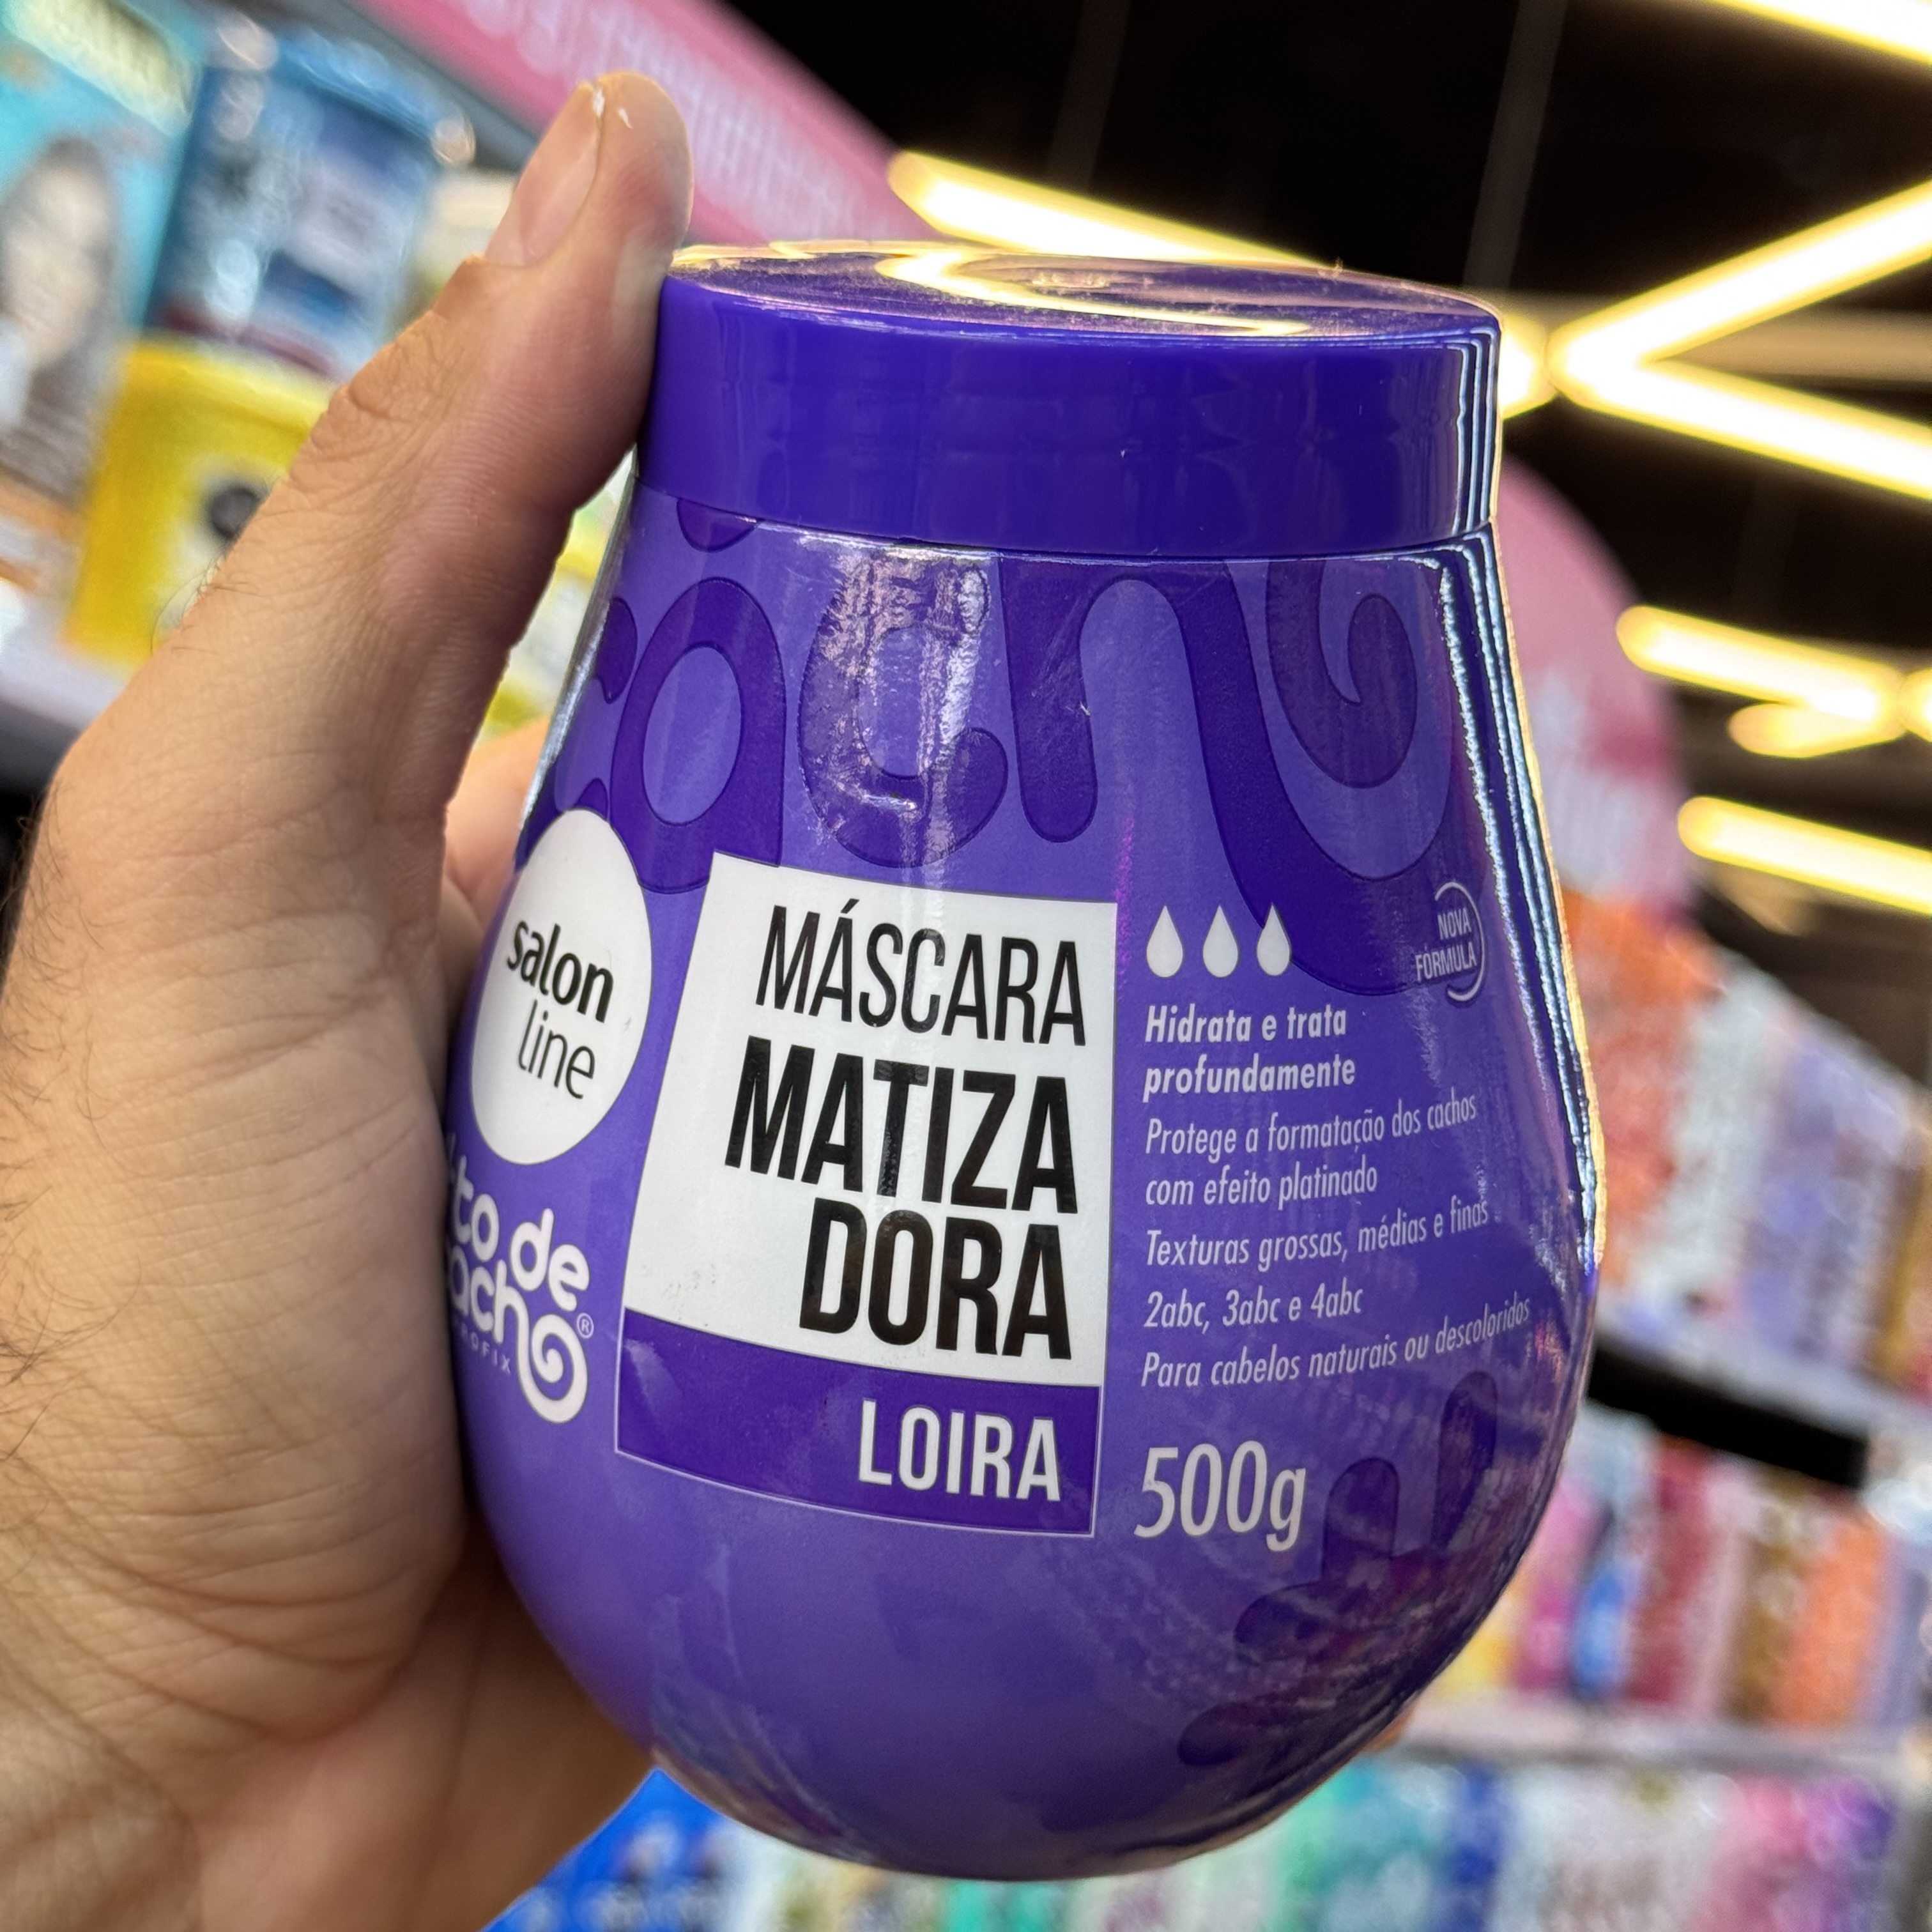 salon
line
to de
cacho®
MÁSCARA
MATIZA
DORA
LOIRA
NOVA
FÓRMULA
Hidrata e trata
profundamente
Protege a formatação dos cachos
com efeito platinado
Texturas grossas, médias e finas
2abc, 3abc e 4abc
Para cabelos naturais ou descoloridos
500g